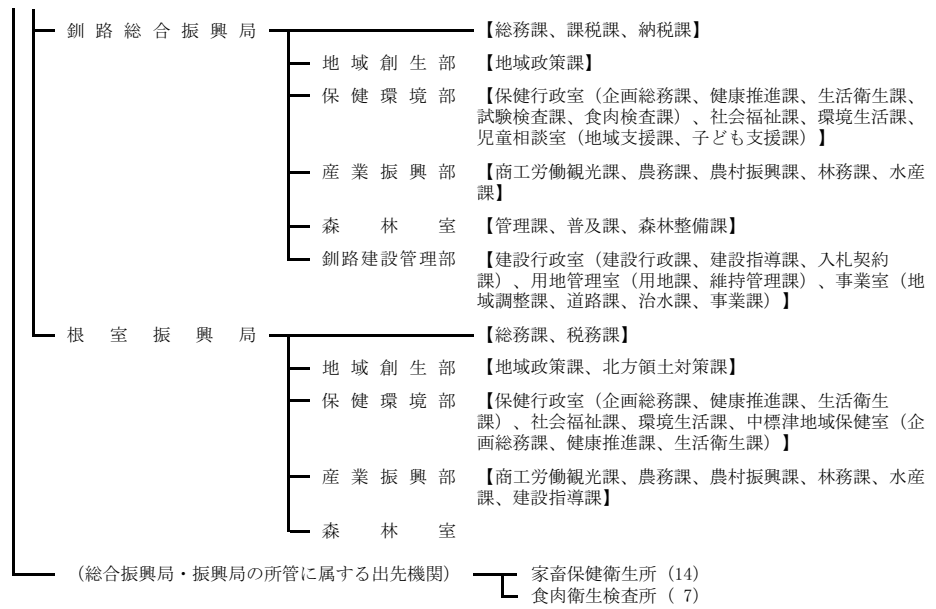 釧路総合振興局 【総務課、課税課、納税課】
地域創生部 【地域政策課】
保健環境部 【保健行政室（企画総務課、健康推進課、生活衛生課、
試験検査課、食肉検査課）、社会福祉課、環境生活課、
児童相談室（地域支援課、子ども支援課）】
産業振興部 【商工労働観光課、農務課、農村振興課、林務課、水産
課】
森林室 【管理課、普及課、森林整備課】
釧路建設管理部 【建設行政室（建設行政課、建設指導課、入札契約
課）、用地管理室（用地課、維持管理課）、事業室（地
域調整課、道路課、治水課、事業課）】
根室振興局 【総務課、税務課】
地域創生部 【地域政策課、北方領土対策課】
保健環境部 【保健行政室（企画総務課、健康推進課、生活衛生
課）、社会福祉課、環境生活課、中標津地域保健室（企
画総務課、健康推進課、生活衛生課）】
産業振興部 【商工労働観光課、農務課、農村振興課、林務課、水産
課、建設指導課】
森林室
（総合振興局・振興局の所管に属する出先機関） 家畜保健衛生所（14）
食肉衛生検査所（ 7）